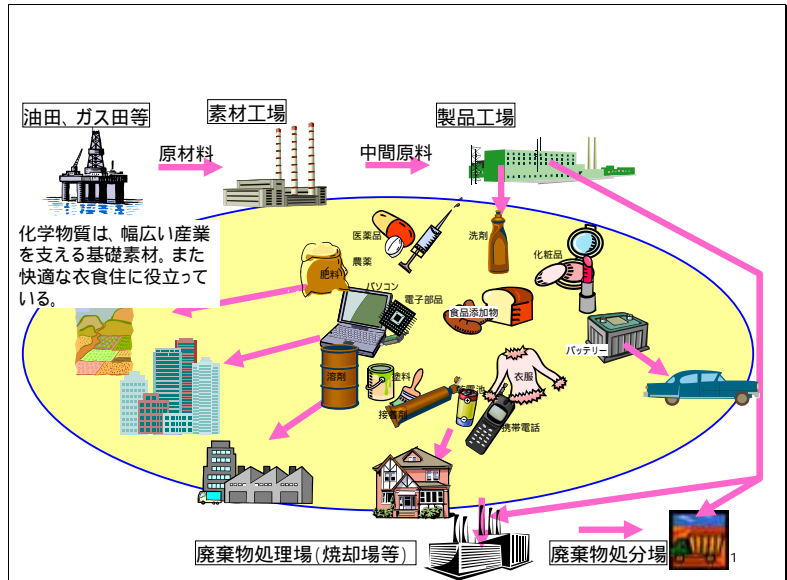 油田、ガス田等
素材工場
製品工場
原材料
中間原料
化学物質は、幅広い産業
を支える基礎素材。また
快適な衣食住に役立って
いる。
医薬品
農薬
肥料
洗剤
化粧品
パソコン
電子部品
食品添加物
バッテリー
溶剤
塗料
接着剤
乾電池
衣服
携帯電話
廃棄物処理場(焼却場等)
廃棄物処分場
1